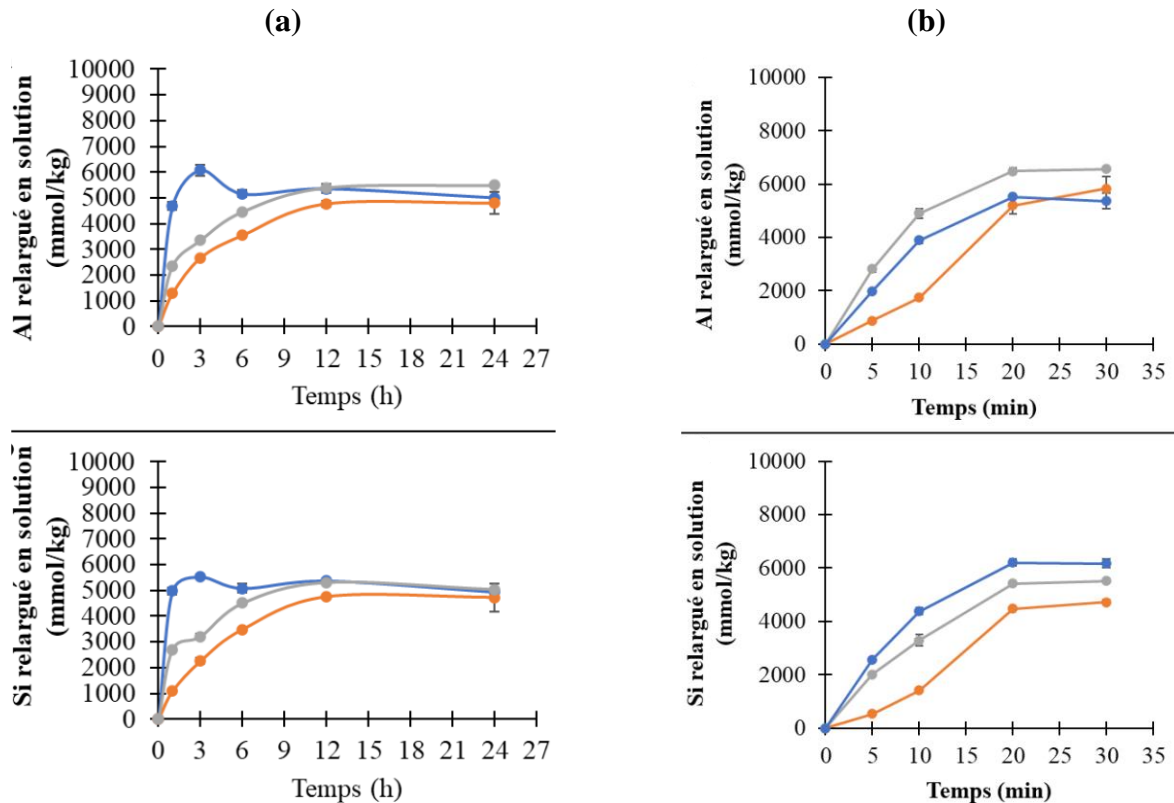 (a)
(b)
Al relargué en solution
(mmol/kg)
10000
9000
8000
7000
6000
5000
4000
3000
2000
1000
0
0 3 6 9 12 15 18 21 24 27
Temps (h)
Al relargué en solution
(mmol/kg)
10000
8000
6000
4000
2000
0
0 5 10 15 20 25 30 35
Temps (min)
Si relargué en solution
(mmol/kg)
10000
9000
8000
7000
6000
5000
4000
3000
2000
1000
0
0 3 6 9 12 15 18 21 24 27
Temps (h)
Si relargué en solution
(mmol/kg)
10000
8000
6000
4000
2000
0
0 5 10 15 20 25 30 35
Temps (min)